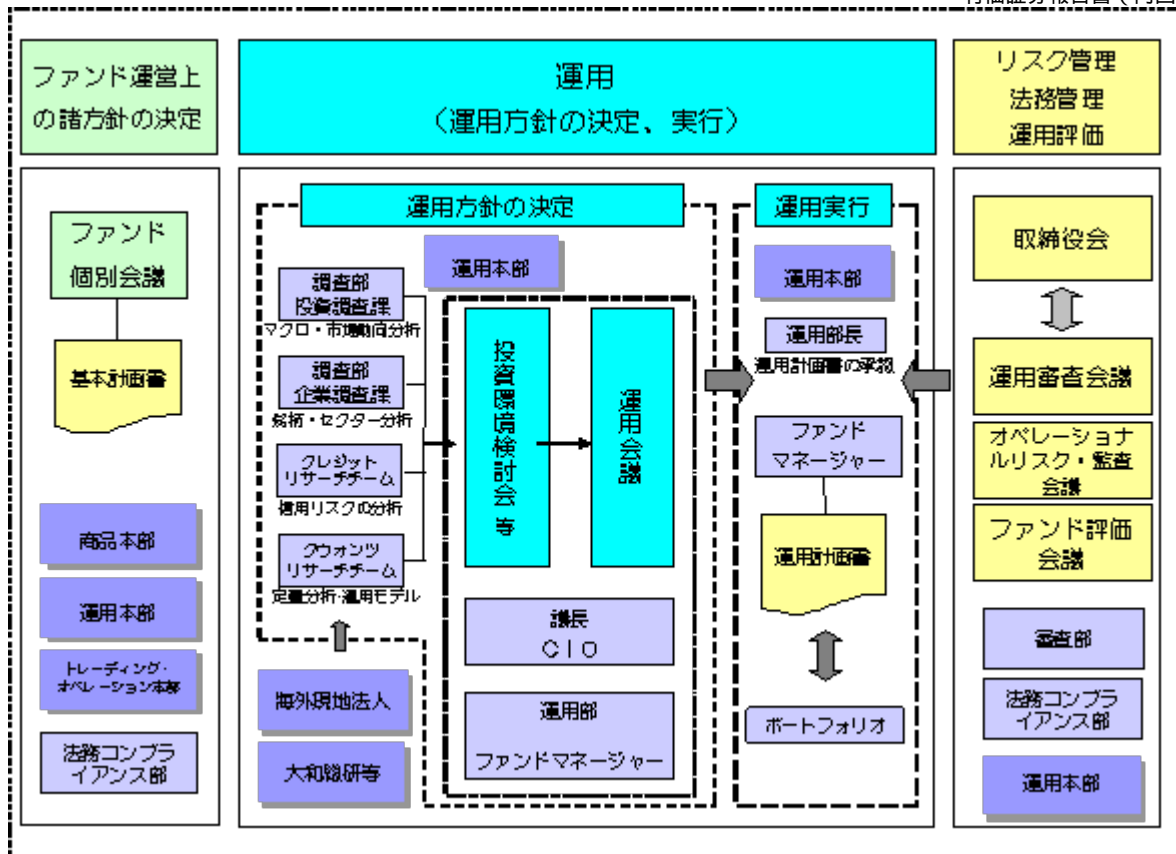 ファンド運営上
の諸方針の決定
運用
（運用方針の決定、実行）
リスク管理
法務管理
運用評価
ファンド
個別会議
基本計画書
商品本部
運用本部
トレーディング・
オペレーション本部
法務コンプラ
イアンス部
運用方針の決定
運用本部
調査部
投資調査課
マクロ・市場動向分析
調査部
企業調査課
銘柄・セクター分析
クレジット
リサーチチーム
信用リスクの分析
クウォンツ
リサーチチーム
定量分析・運用モデル
海外現地法人
大和総研等
投資環境検討会 等
運用会議
議長
ＣＩＯ
運用部
ファンドマネージャー
運用実行
運用本部
運用部長
運用計画書の承認
ファンド
マネージャー
運用計画書
ポートフォリオ
取締役会
運用審査会議
オペレーショナ
ルリスク・監査
会議
ファンド評価
会議
審査部
法務コンプラ
イアンス部
運用本部